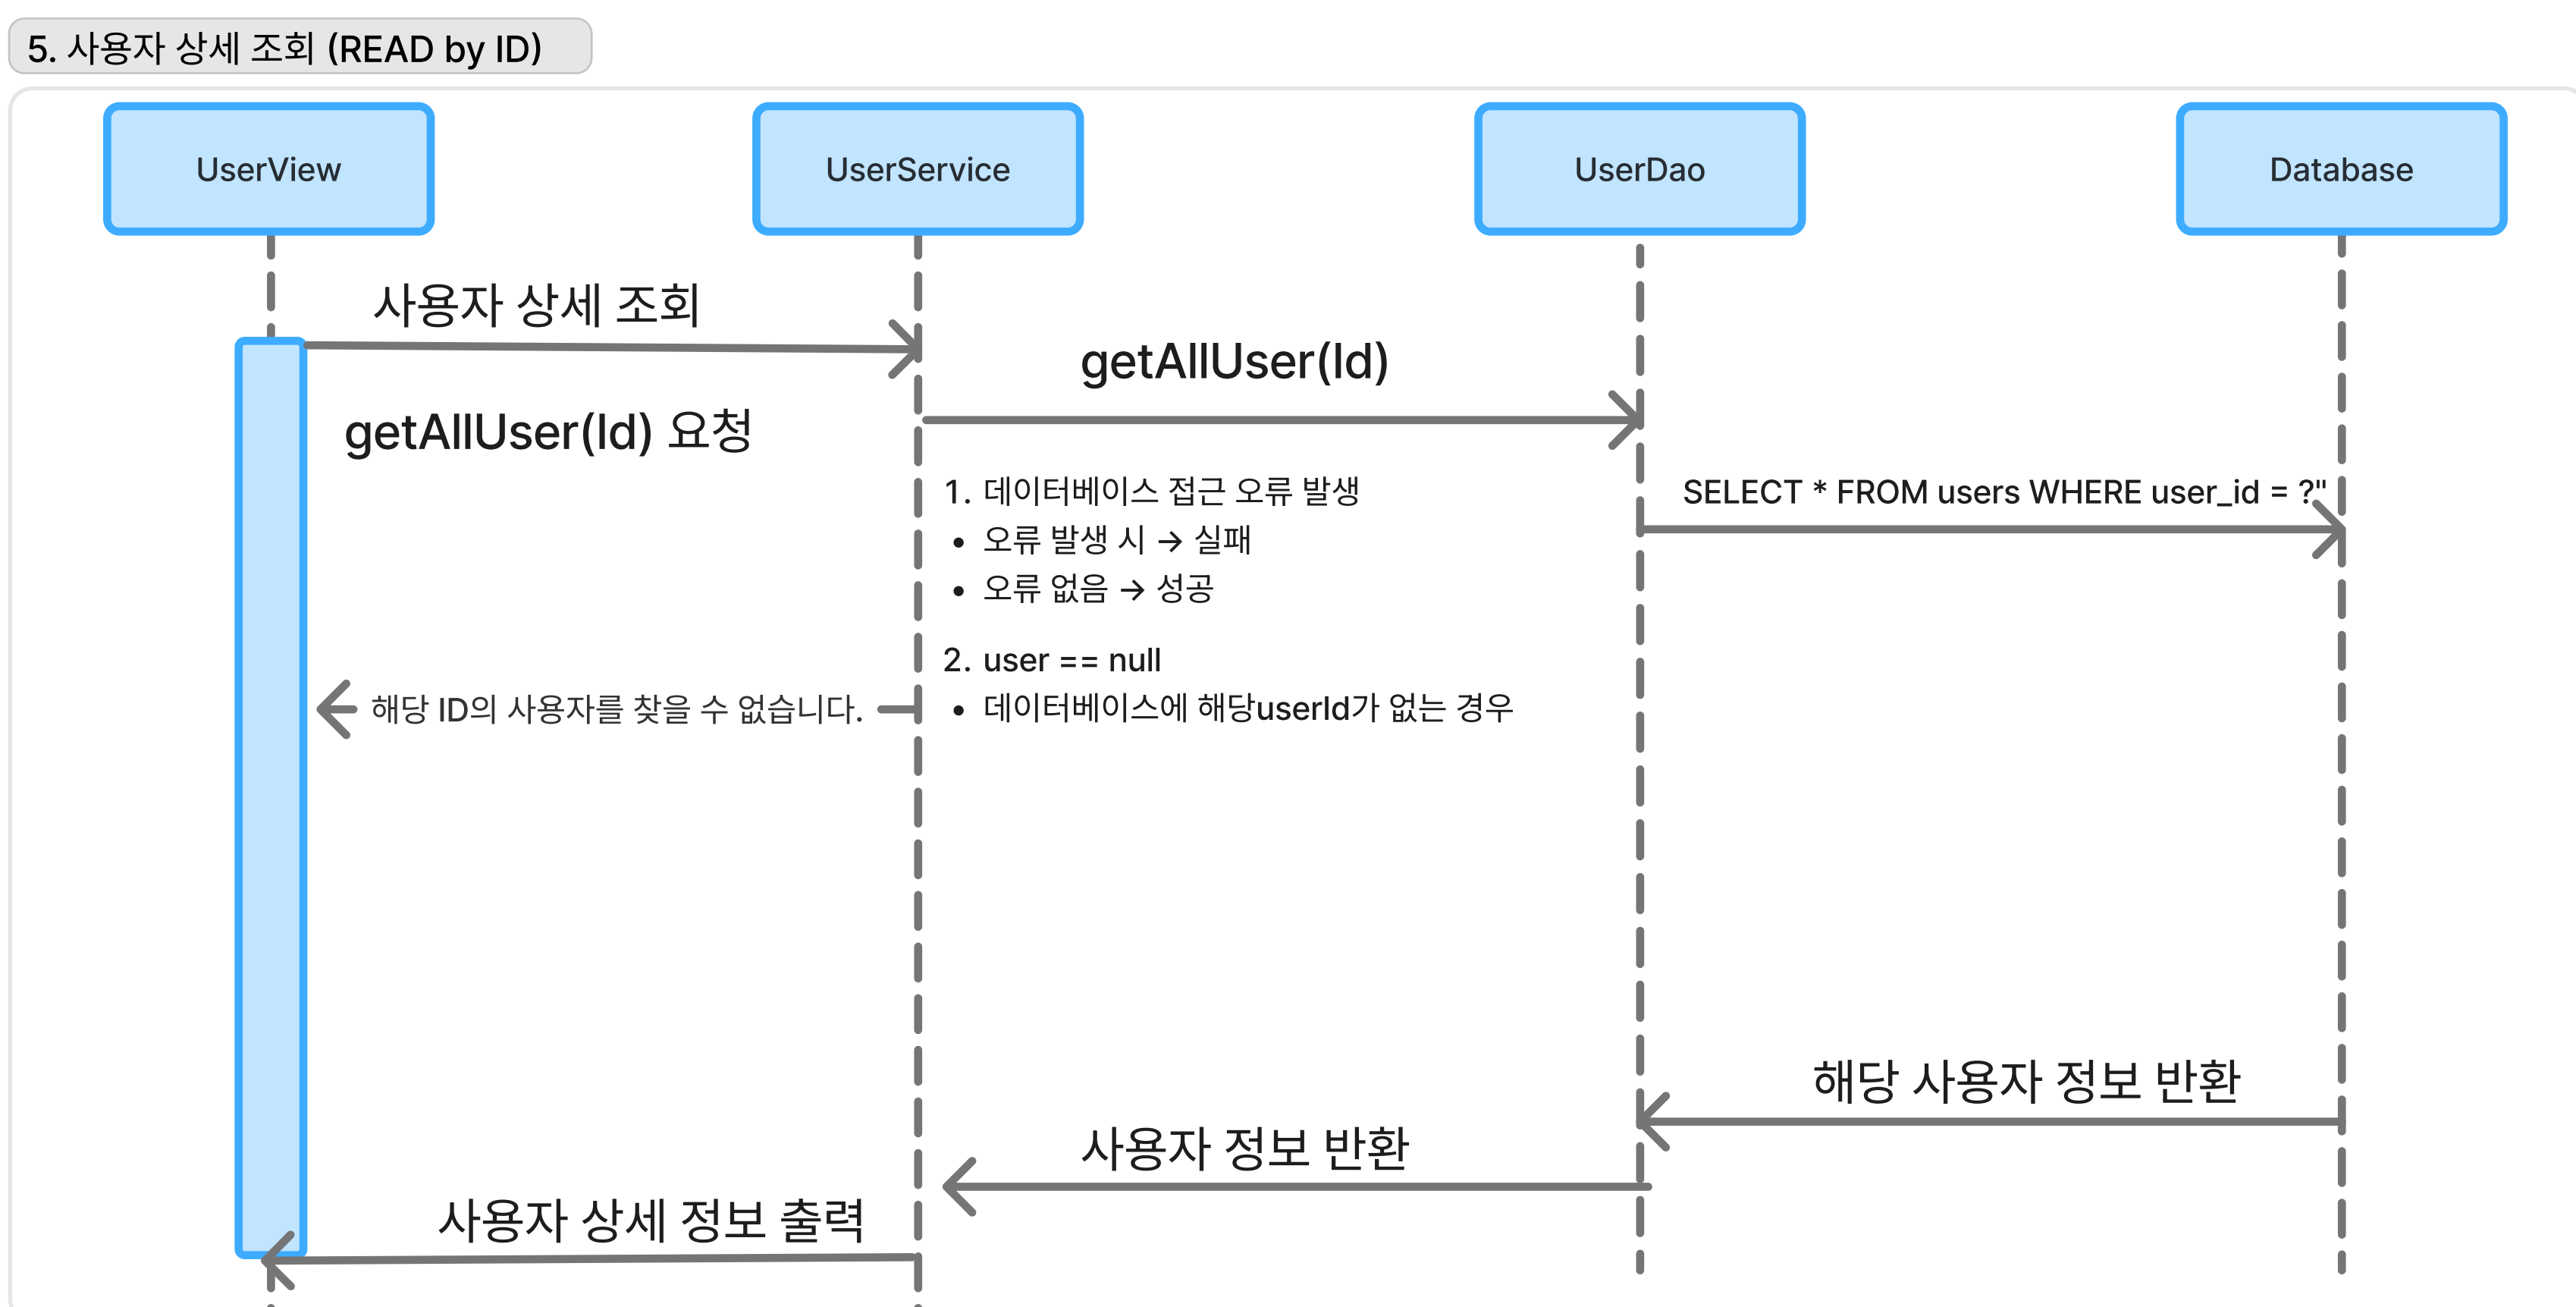 5. 사용자 상세 조회 (READ by ID)
UserView
UserService
UserDao
Database
사용자 상세 조회
getAllUser(Id)
getAllUser(Id) 요청
SELECT * FROM users WHERE user_id = ?"
1. 데이터베이스 접근 오류 발생
• 오류 발생 시 → 실패
• 오류 없음 → 성공
2. user == null
• 데이터베이스에 해당userId가 없는 경우
해당 ID의 사용자를 찾을 수 없습니다.
해당 사용자 정보 반환
사용자 정보 반환
사용자 상세 정보 출력